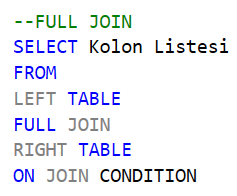 --FULL JOIN
SELECT Kolon Listesi
FROM
LEFT TABLE
FULL JOIN
RIGHT TABLE
ON JOIN CONDITION